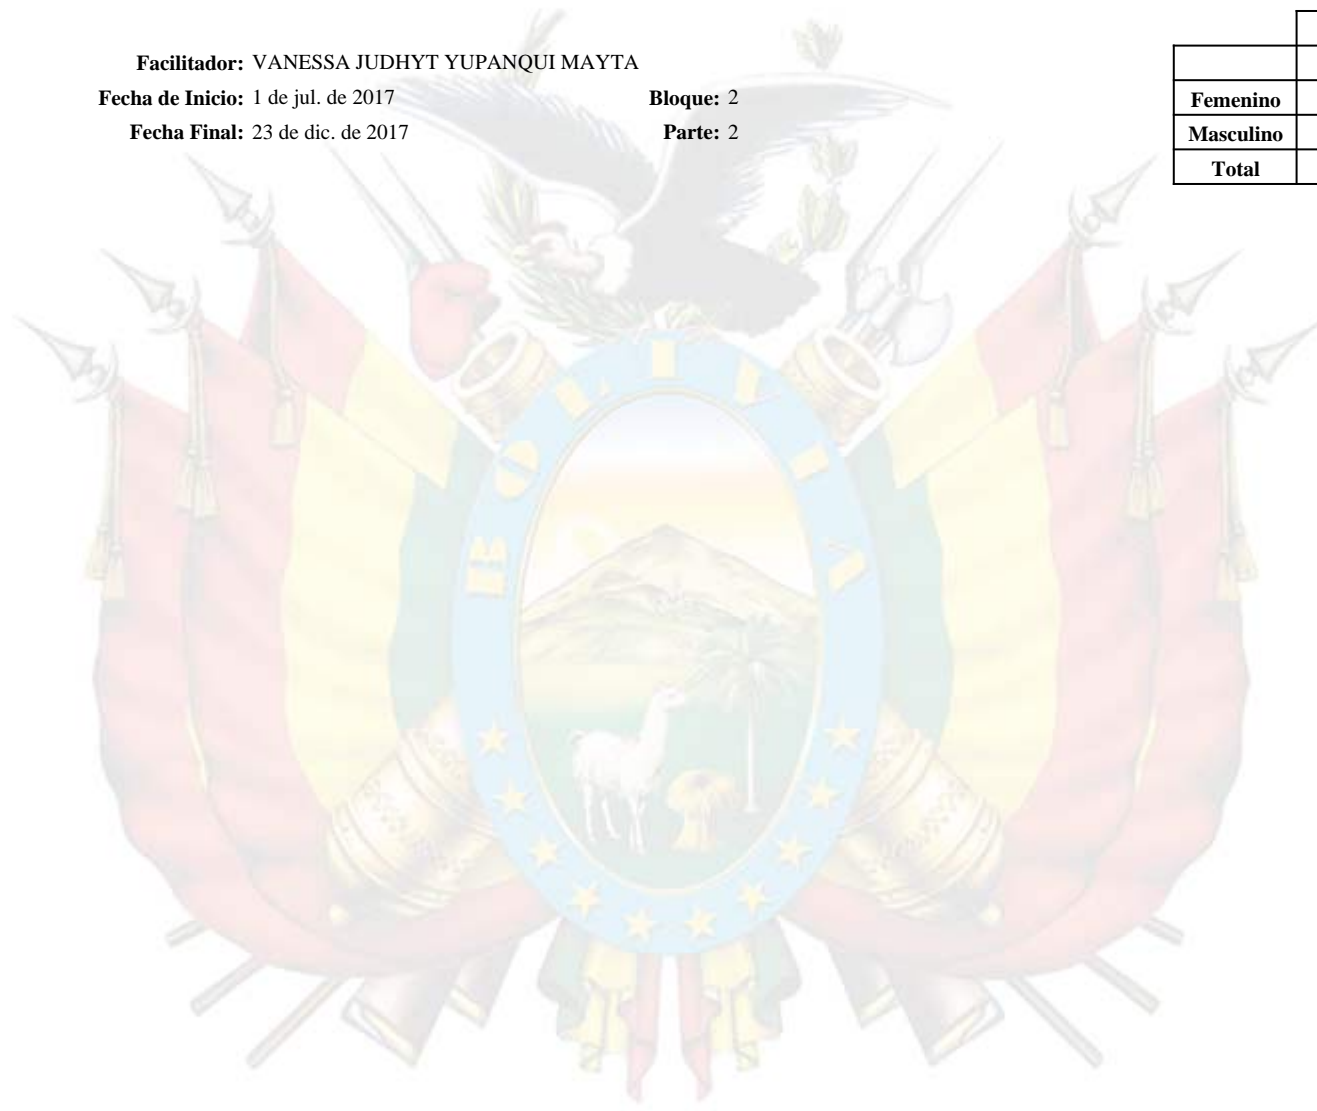 Facilitador: VANESSA JUDHYT YUPANQUI MAYTA
Fecha de Inicio: 1 de jul. de 2017 Bloque: 2
Fecha Final: 23 de dic. de 2017 Parte: 2
Femenino
Masculino
Total
BOLIVIA